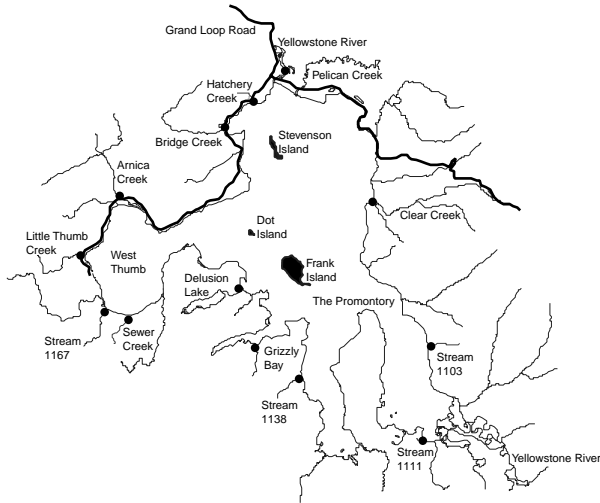 Grand Loop Road
Yellowstone River
Pelican Creek
Hatchery
Creek
Bridge Creek
Stevenson
Island
Arnica
Creek
Clear Creek
Dot
Island
Little Thumb
Creek
West
Thumb
Delusion
Lake
Frank
Island
The Promontory
Stream
1167
Sewer
Creek
Grizzly
Bay
Stream
1103
Stream
1138
Stream
1111
Yellowstone River